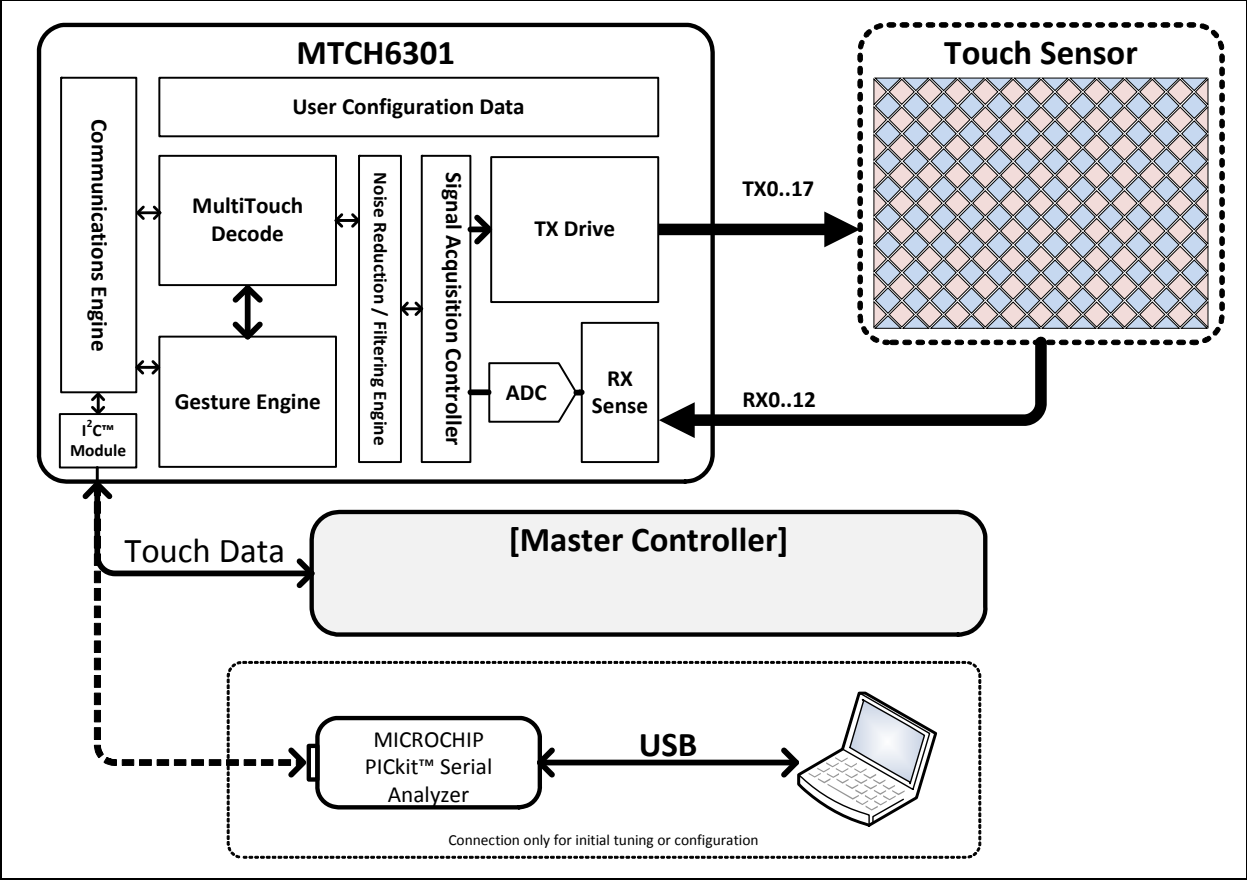 MTCH6301
Touch Sensor
User Configuration Data
Communications Engine
MultiTouch
Decode
Noise Reduction / Filtering Engine
Signal Acquisition Controller
TX Drive
TX0..17
Gesture Engine
ADC
RX
Sense
RX0..12
I²C™
Module
Touch Data
[Master Controller]
MICROCHIP
PICkit™ Serial
Analyzer
USB
Connection only for initial tuning or configuration